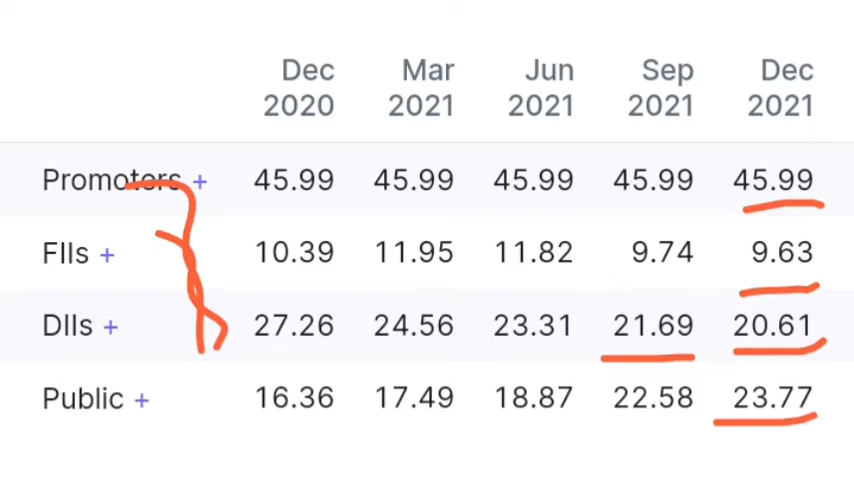 Dec Mar Jun Sep Dec
2020 2021 2021 2021 2021
Promoters + 45.99 45.99 45.99 45.99 45.99
FIIs + 10.39 11.95 11.82 9.74 9.63
DIIs + 27.26 24.56 23.31 21.69 20.61
Public + 16.36 17.49 18.87 22.58 23.77